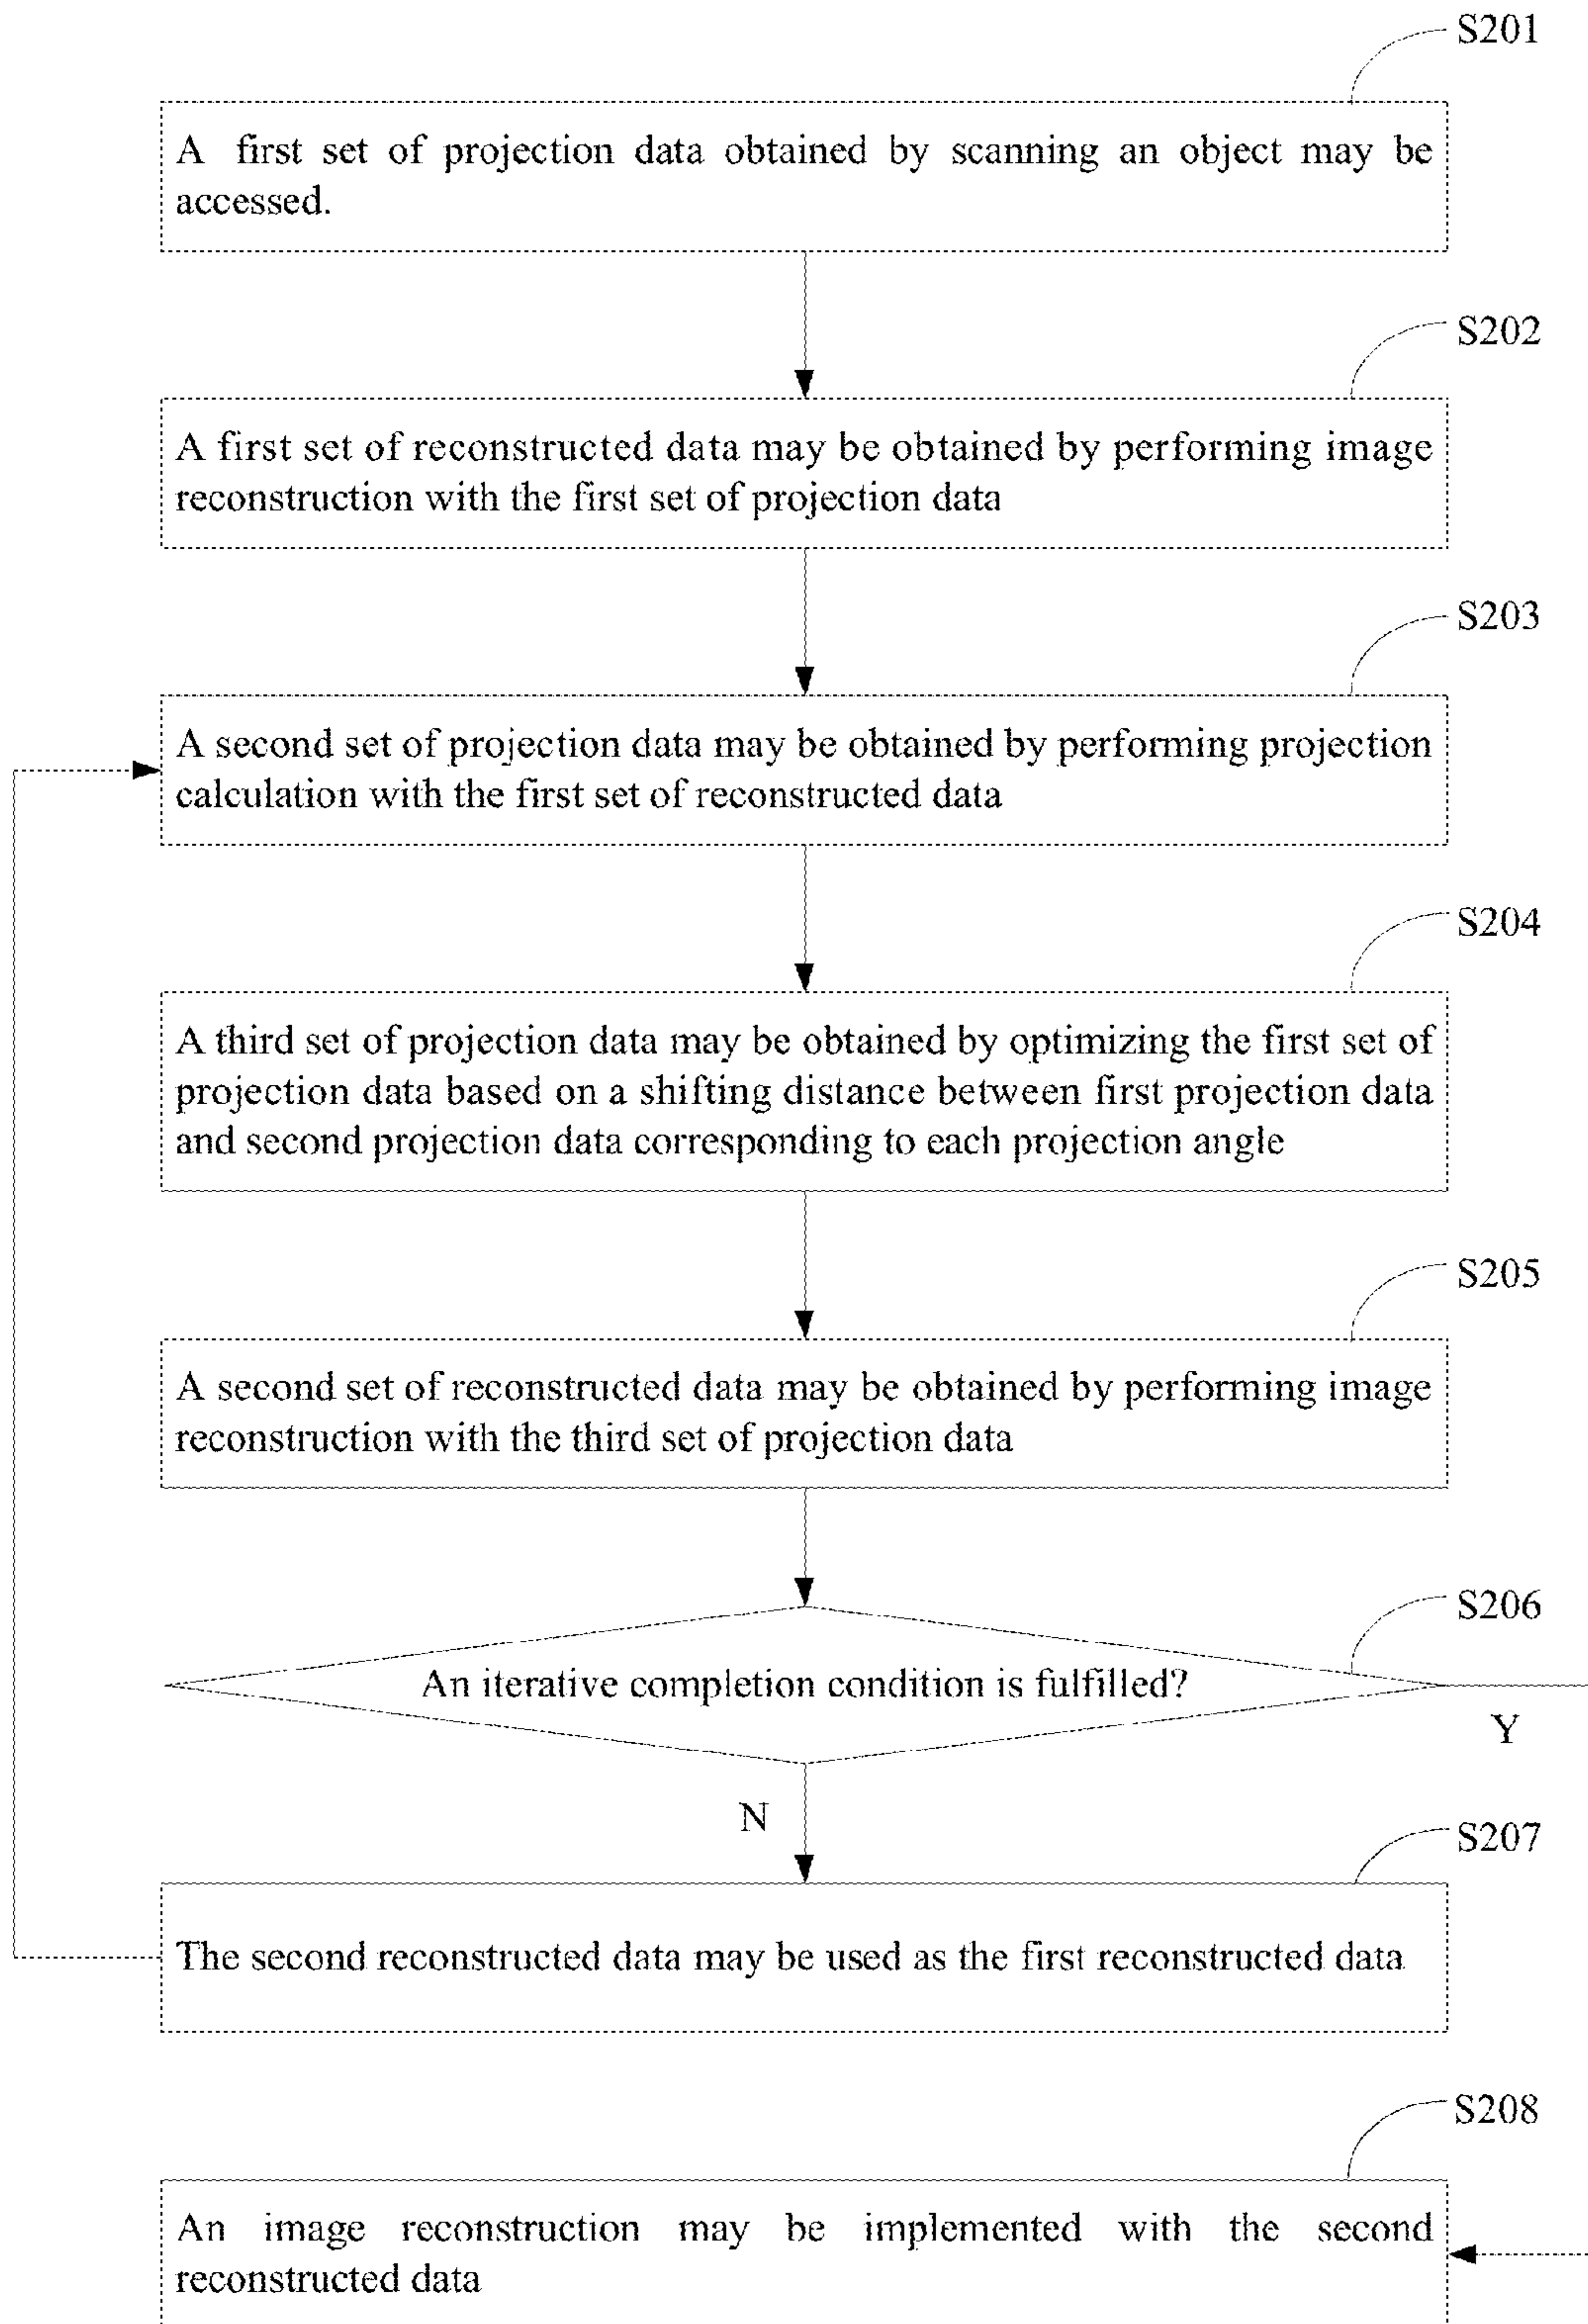 S201
A first set of projection data obtained by scanning an object may be
accessed.
S202
A first set of reconstructed data may be obtained by performing image
reconstruction with the first set of projection data
S203
A second set of projection data may be obtained by performing projection
calculation with the first set of reconstructed data
S204
A third set of projection data may be obtained by optimizing the first set of
projection data based on a shifting distance between first projection data
and second projection data corresponding to each projection angle
S205
A second set of reconstructed data may be obtained by performing image
reconstruction with the third set of projection data
S206
An iterative completion condition is fulfilled?
Y
N
S207
The second reconstructed data may be used as the first reconstructed data
S208
An image reconstruction may be implemented with the second
reconstructed data